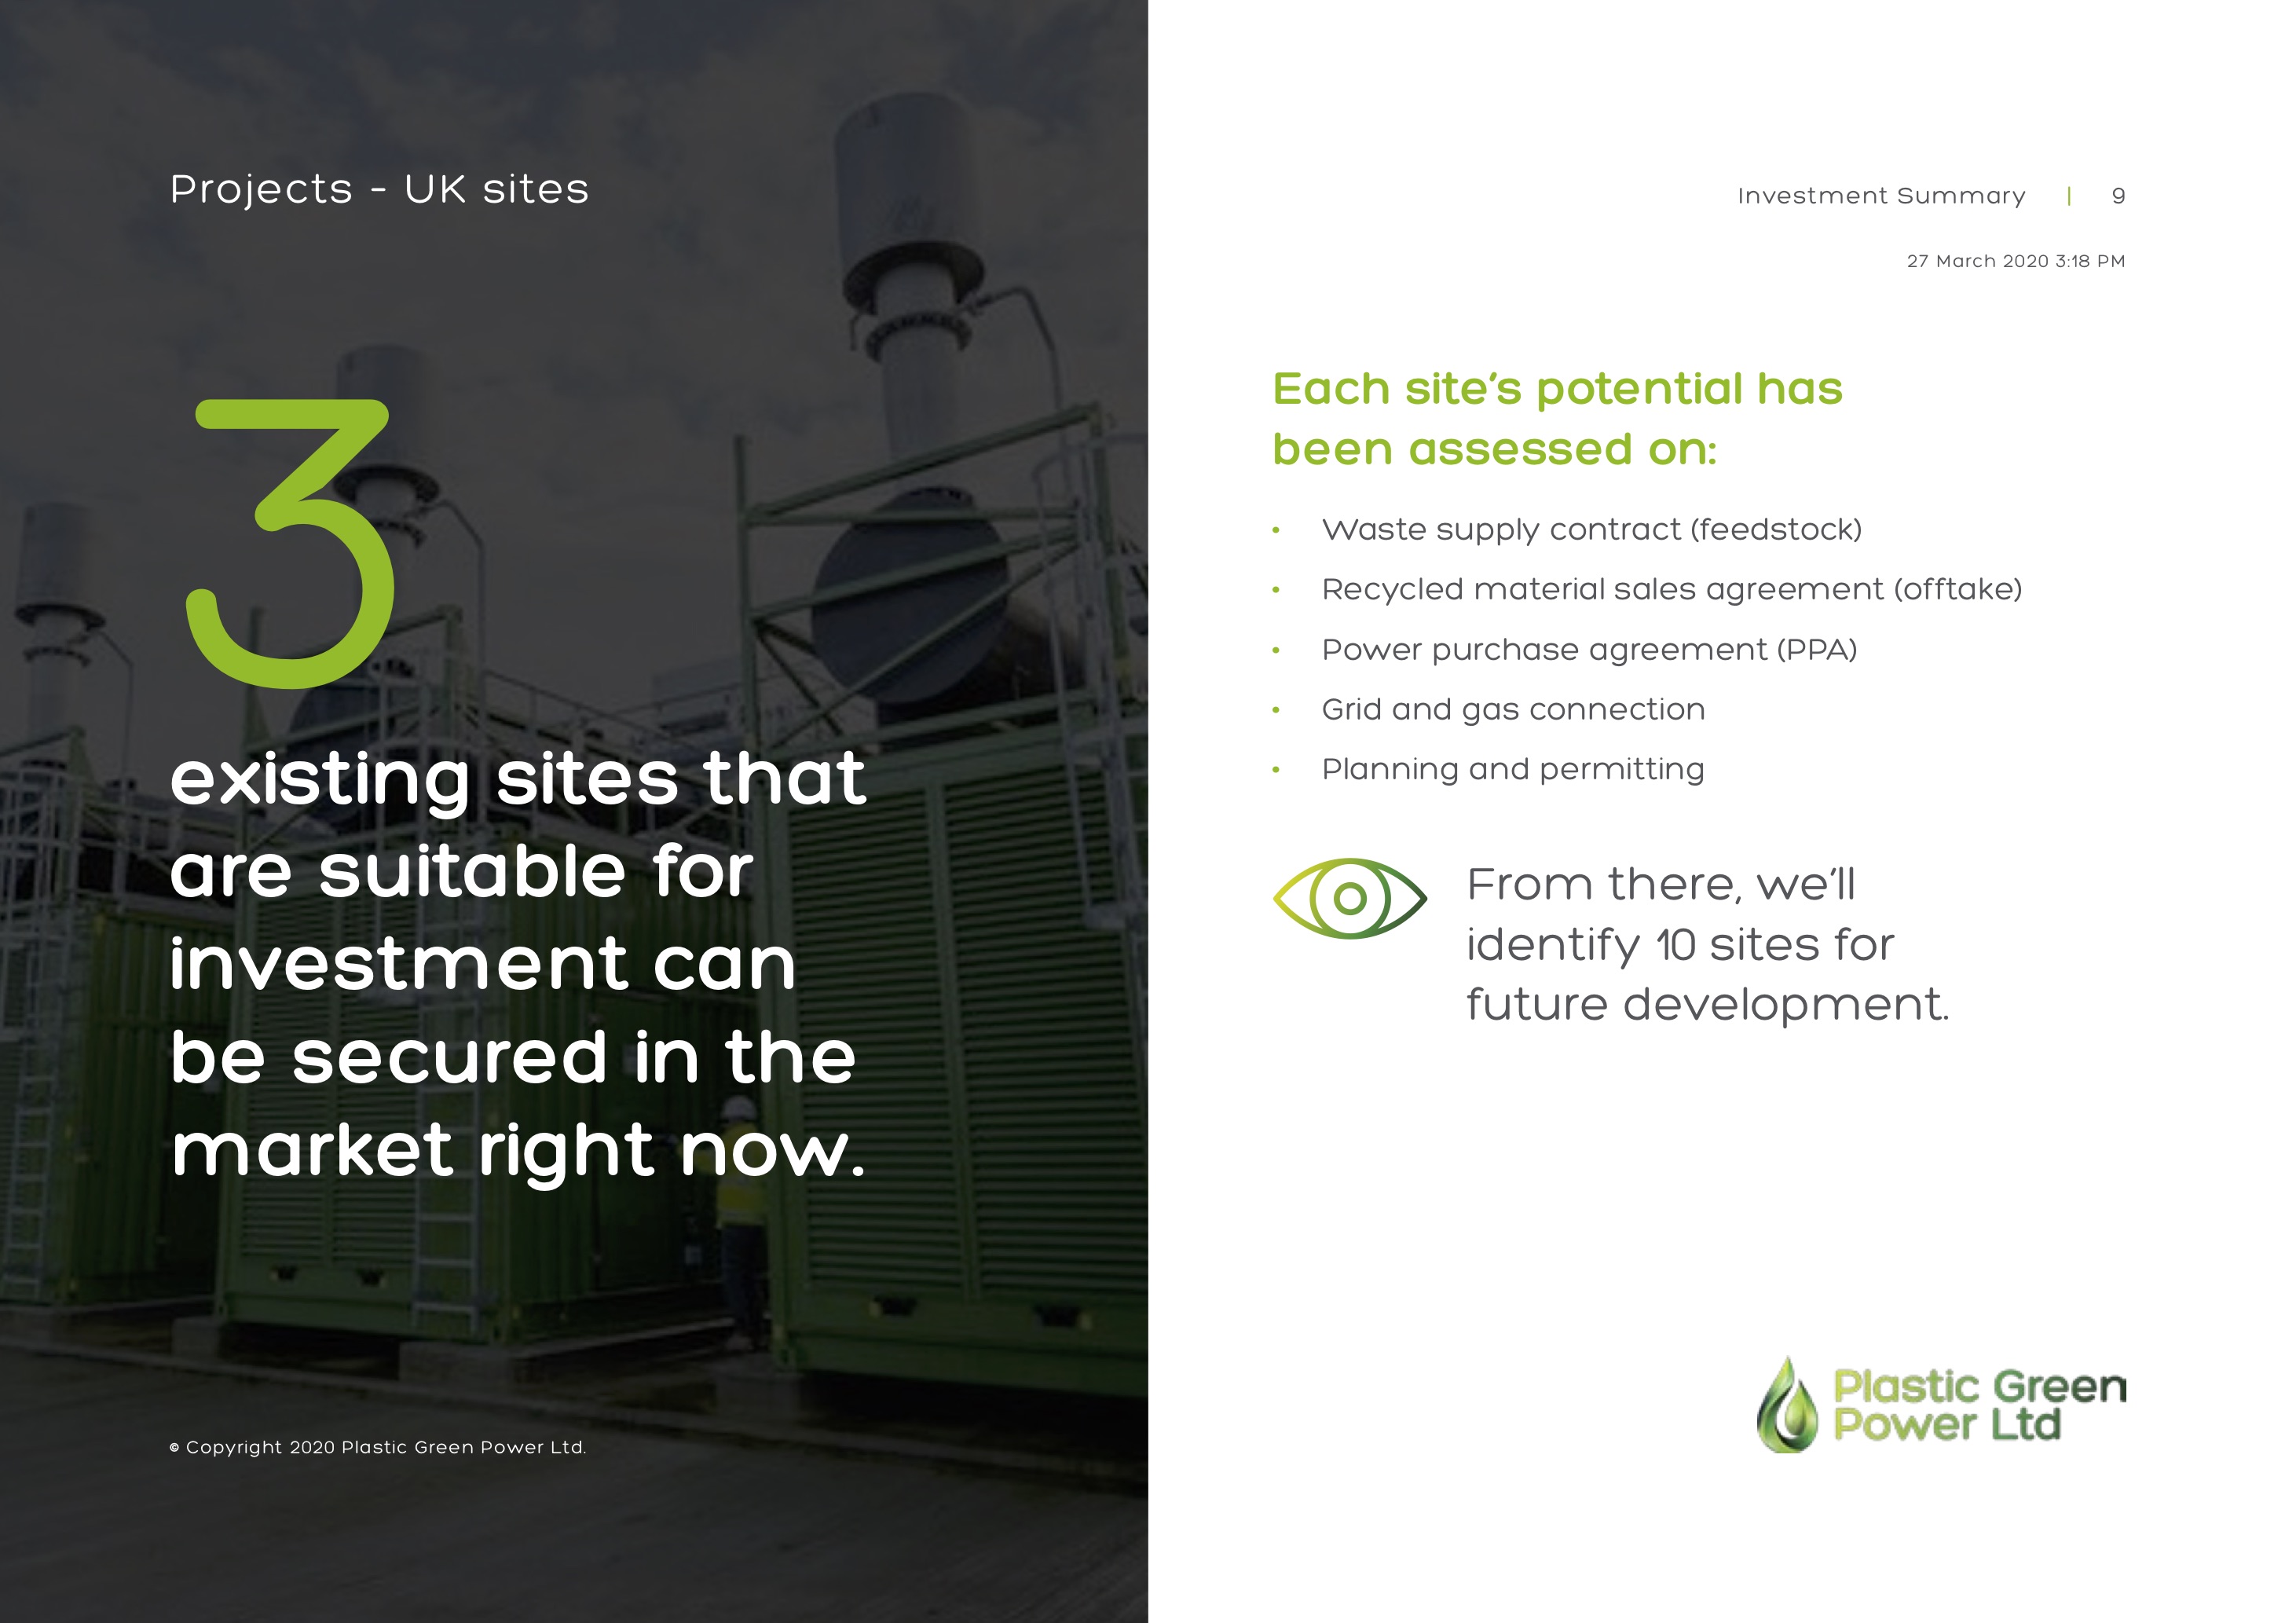 Projects - UK sites
3
existing sites that
are suitable for
investment can
be secured in the
market right now.
© Copyright 2020 Plastic Green Power Ltd.
Investment Summary | 9
27 March 2020 3:18 PM
Each site’s potential has
been assessed on:
• Waste supply contract (feedstock)
• Recycled material sales agreement (offtake)
• Power purchase agreement (PPA)
• Grid and gas connection
• Planning and permitting
From there, we’ll
identify 10 sites for
future development.
Plastic Green
Power Ltd